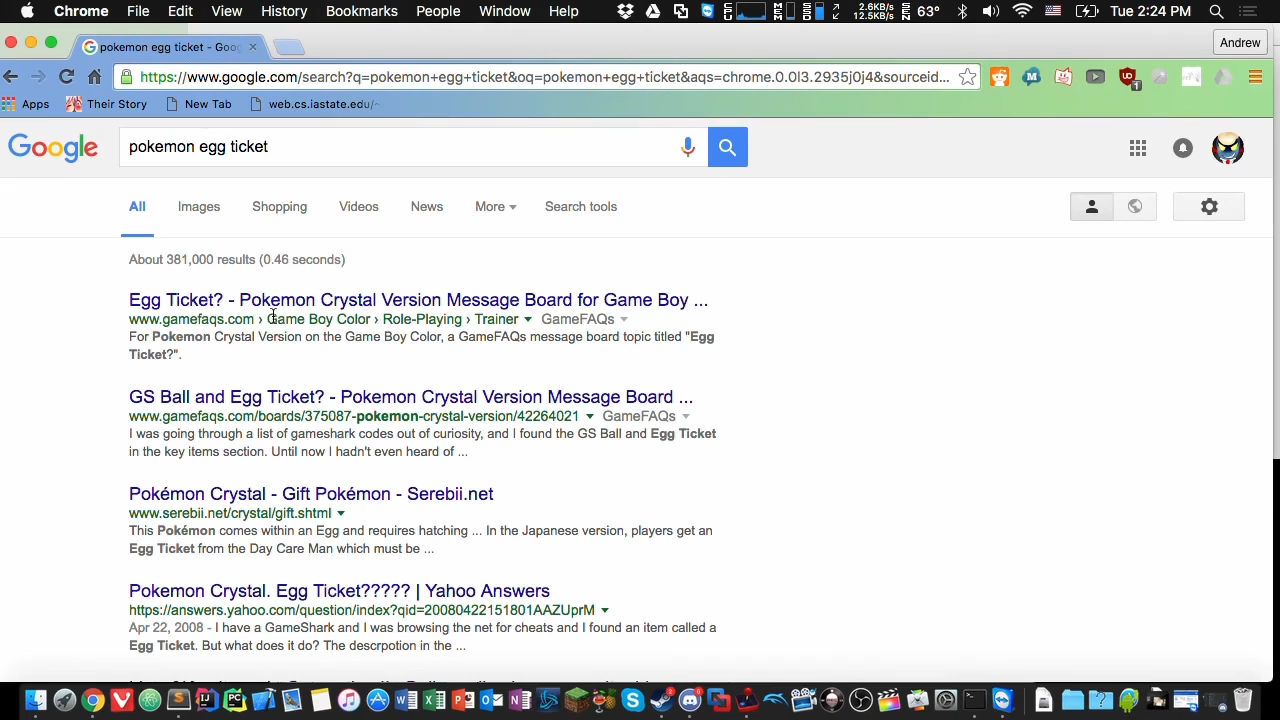 Chrome File Edit View History Bookmarks People Window Help 2.6KB/s 12.5KB/s 63° Tue 2:24 PM
pokemon egg ticket - Goog Andrew
https://www.google.com/search?q=pokemon+egg+ticket&oq=pokemon+egg+ticket&aqs=chrome.0.0l3.2935j0j4&sourceid...
Apps Their Story New Tab web.cs.iastate.edu/~
Google pokemon egg ticket
All Images Shopping Videos News More Search tools
About 381,000 results (0.46 seconds)
Egg Ticket? - Pokemon Crystal Version Message Board for Game Boy ...
www.gamefaqs.com › Game Boy Color › Role-Playing › Trainer GameFAQs
For Pokemon Crystal Version on the Game Boy Color, a GameFAQs message board topic titled "Egg
Ticket?".
GS Ball and Egg Ticket? - Pokemon Crystal Version Message Board ...
www.gamefaqs.com/boards/375087-pokemon-crystal-version/42264021 GameFAQs
I was going through a list of gameshark codes out of curiosity, and I found the GS Ball and Egg Ticket
in the key items section. Until now I hadn't even heard of ...
Pokémon Crystal - Gift Pokémon - Serebii.net
www.serebii.net/crystal/gift.shtml
This Pokémon comes within an Egg and requires hatching ... In the Japanese version, players get an
Egg Ticket from the Day Care Man which must be ...
Pokemon Crystal. Egg Ticket????? | Yahoo Answers
https://answers.yahoo.com/question/index?qid=20080422151801AAZUprM
Apr 22, 2008 - I have a GameShark and I was browsing the net for cheats and I found an item called a
Egg Ticket. But what does it do? The descrpotion in the ...